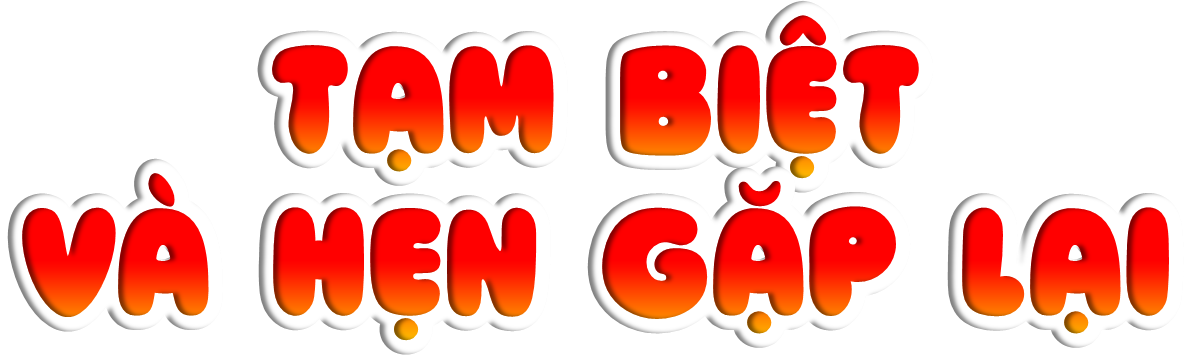 TẠM BIỆT
VÀ HẸN GẶP LẠI